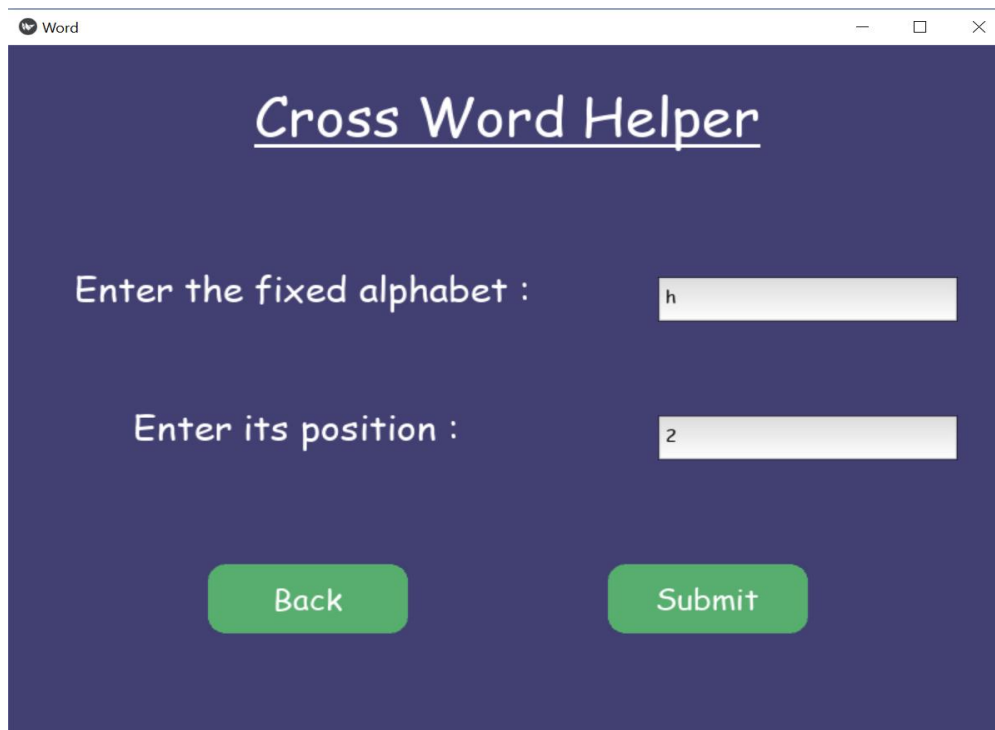 Word
Cross Word Helper
Enter the fixed alphabet : h
Enter its position : 2
Back Submit